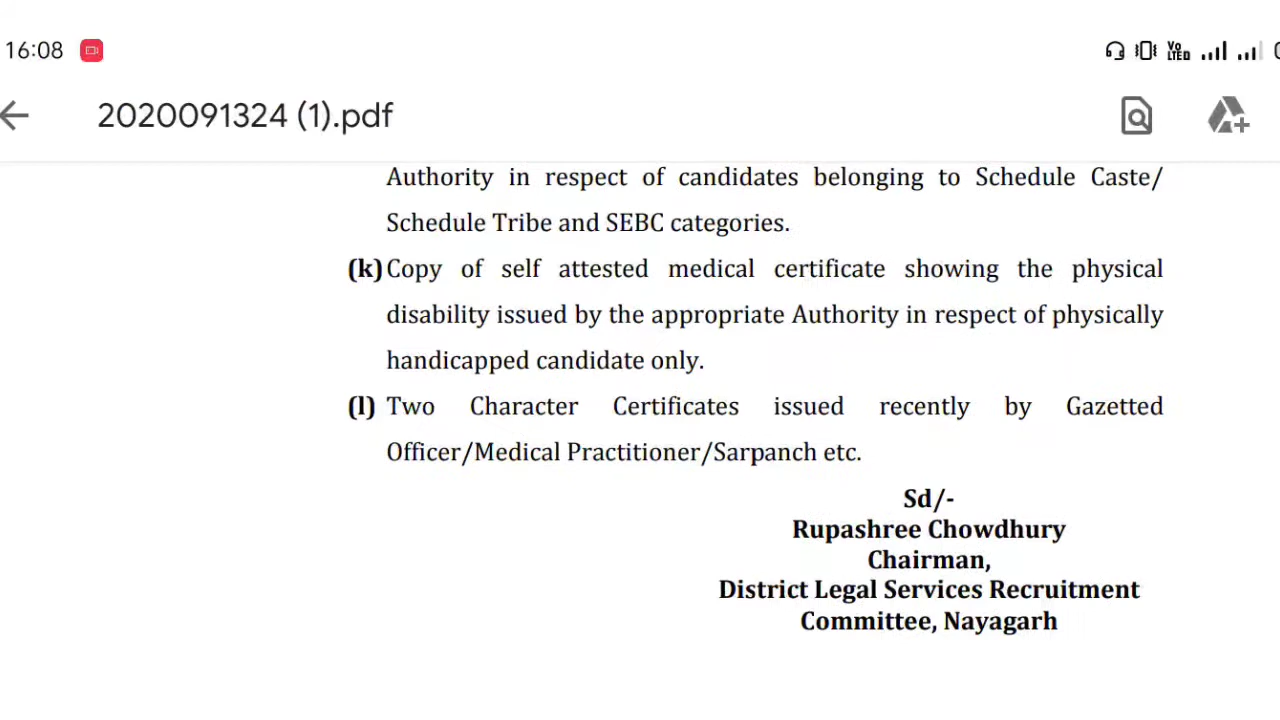 16:08
2020091324 (1).pdf
Authority in respect of candidates belonging to Schedule Caste/
Schedule Tribe and SEBC categories.
(k) Copy of self attested medical certificate showing the physical
disability issued by the appropriate Authority in respect of physically
handicapped candidate only.
(l) Two Character Certificates issued recently by Gazetted
Officer/Medical Practitioner/Sarpanch etc.
Sd/-
Rupashree Chowdhury
Chairman,
District Legal Services Recruitment
Committee, Nayagarh